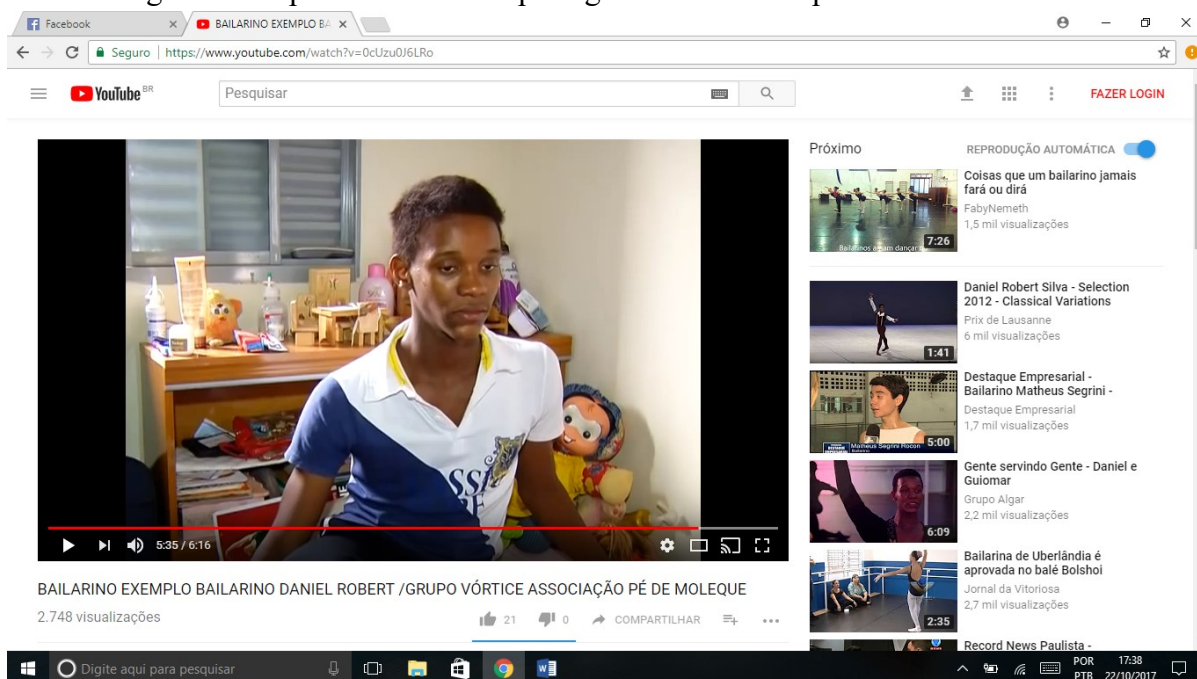 Facebook
BAILARINO EXEMPLO BA
Seguro | https://www.youtube.com/watch?v=0cUzu0J6LRo
YouTube BR
Pesquisar
FAZER LOGIN
Próximo
REPRODUÇÃO AUTOMÁTICA
Coisas que um bailarino jamais
fará ou dirá
FabyNemeth
1,5 mil visualizações
7:26
Daniel Robert Silva - Selection
2012 - Classical Variations
Prix de Lausanne
6 mil visualizações
1:41
Destaque Empresarial -
Bailarino Matheus Segrini -
Destaque Empresarial
1,7 mil visualizações
5:00
Gente servindo Gente - Daniel e
Guiomar
Grupo Algar
2,2 mil visualizações
6:09
Bailarina de Uberlândia é
aprovada no balé Bolshoi
Jornal da Vitoriosa
2,7 mil visualizações
2:35
Record News Paulista -
5:35 / 6:16
BAILARINO EXEMPLO BAILARINO DANIEL ROBERT /GRUPO VÓRTICE ASSOCIAÇÃO PÉ DE MOLEQUE
2.748 visualizações
21
0
COMPARTILHAR
Digite aqui para pesquisar
POR
PTB
17:38
22/10/2017